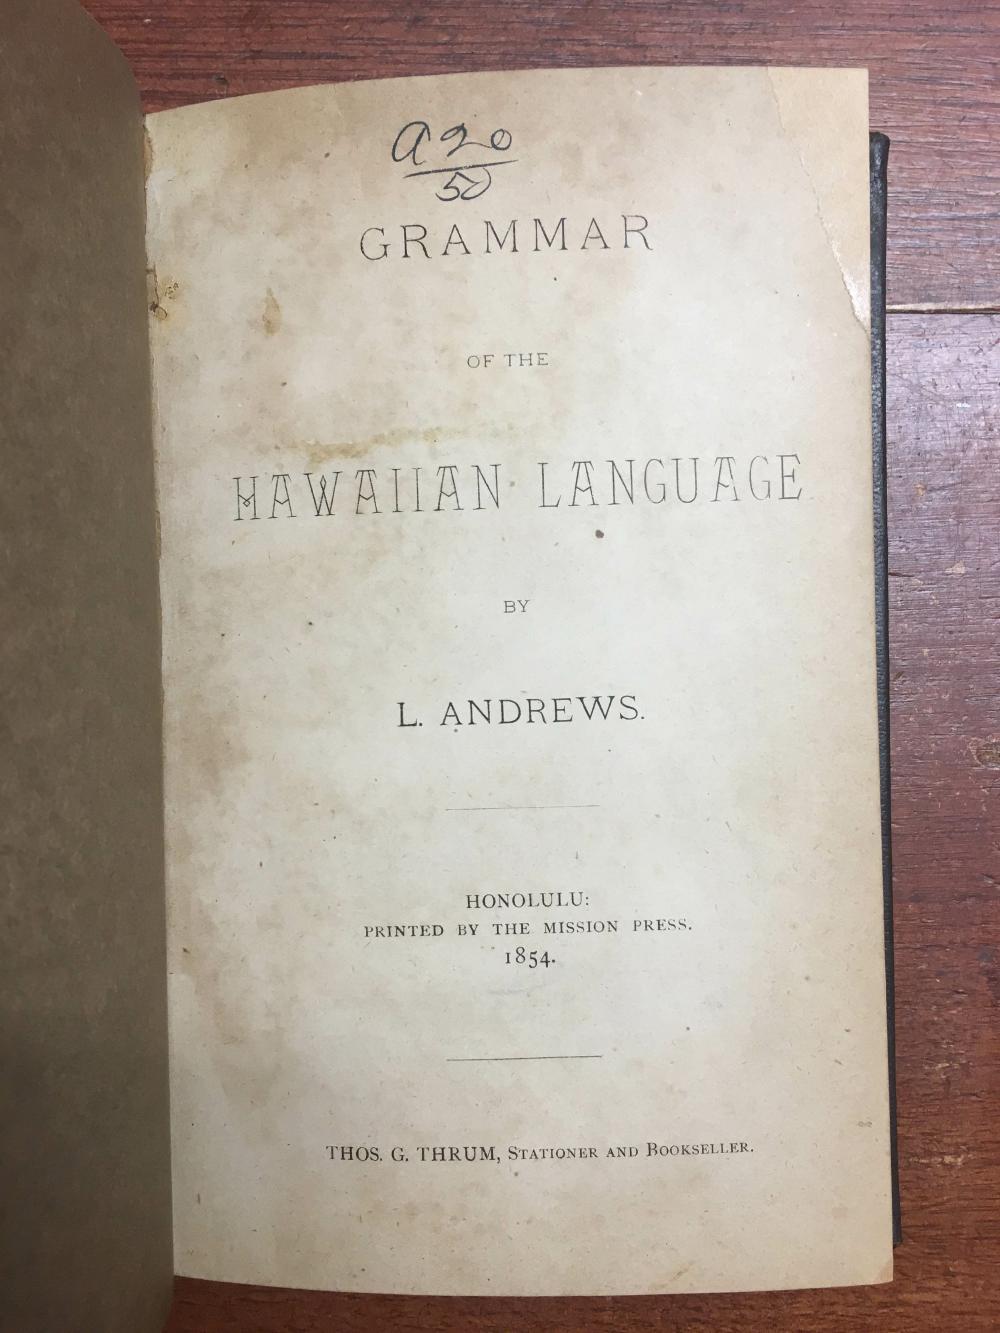 a 20
50
GRAMMAR
OF THE
HAWAIIAN LANGUAGE
BY
L. ANDREWS.
HONOLULU:
PRINTED BY THE MISSION PRESS.
1854.
THOS. G. THRUM, STATIONER AND BOOKSELLER.